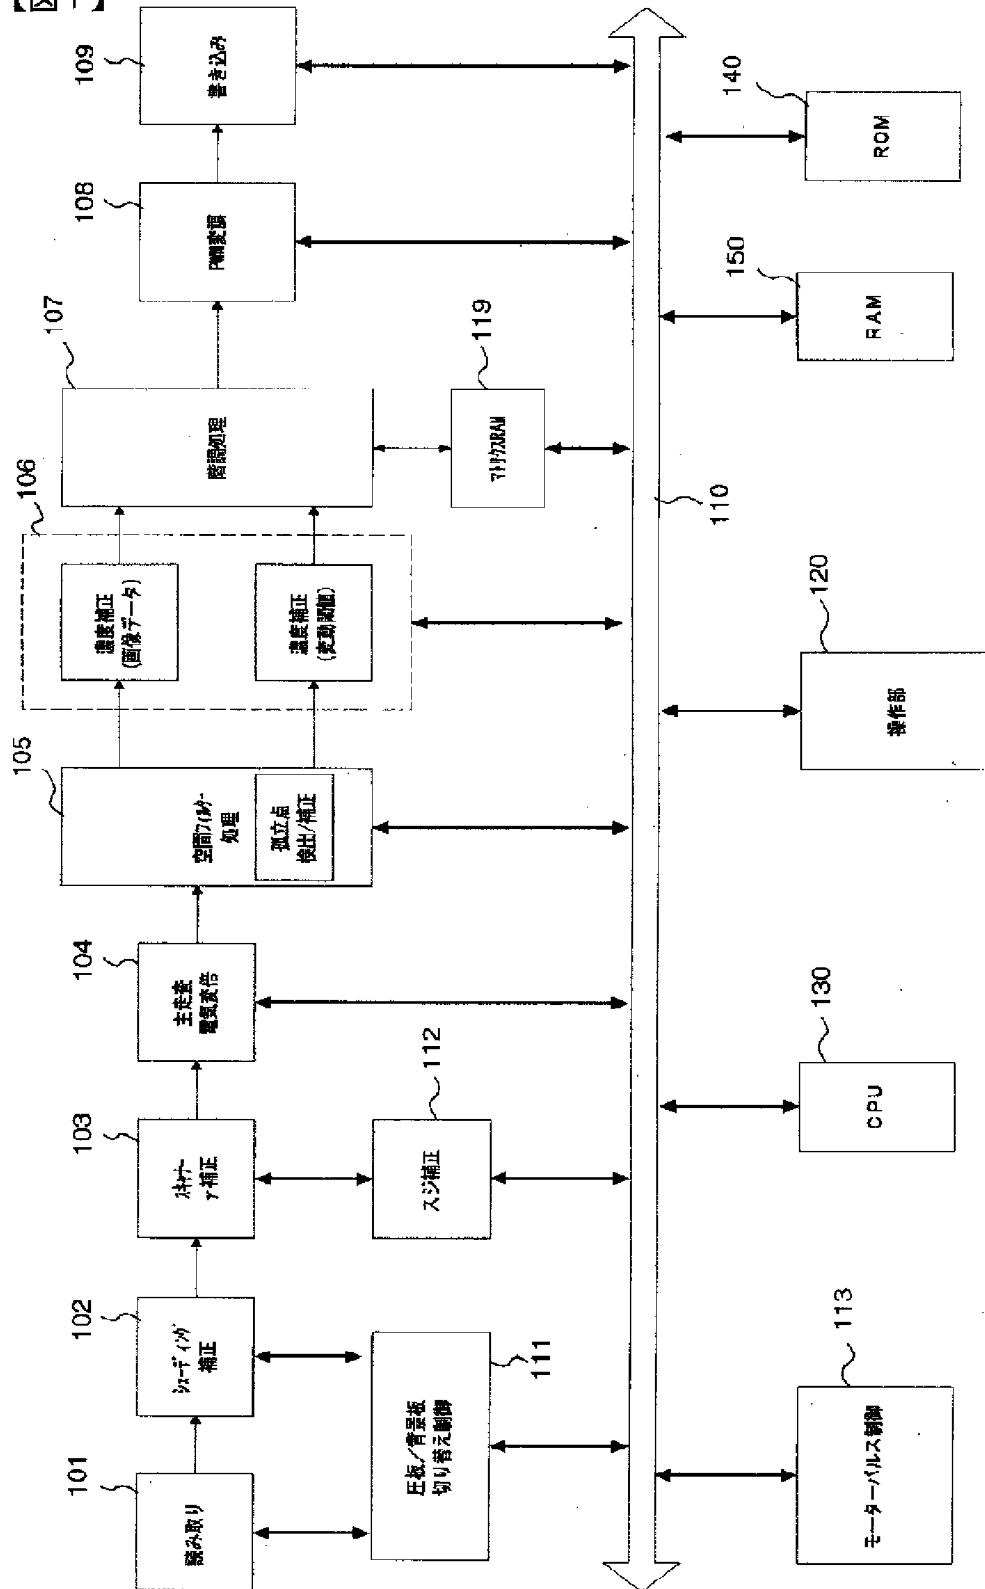 【図1】
101
読み取り
102
シェーディング
補正
103
スキャナー
γ補正
104
主走査
電気変倍
105
空間フィルター
処理
孤立点
検出/補正
106
濃度補正
(画像データ)
濃度補正
(変動閾値)
107
階調処理
108
PWM変調
109
書き込み
111
圧板/背景板
切り替え制御
112
スジ補正
119
マトリクスRAM
110
113
モーターパルス制御
130
CPU
120
操作部
150
RAM
140
ROM